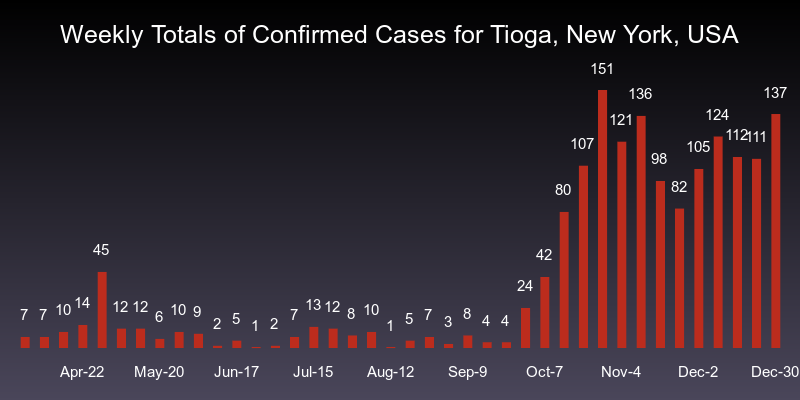 Weekly Totals of Confirmed Cases for Tioga, New York, USA
7 7 10 14 45 12 12 6 10 9 2 5 1 2 7 13 12 8 10 1 5 7 3 8 4 4 24 42 80 107 151 121 136 98 82 105 124 112 111 137
Apr-22 May-20 Jun-17 Jul-15 Aug-12 Sep-9 Oct-7 Nov-4 Dec-2 Dec-30